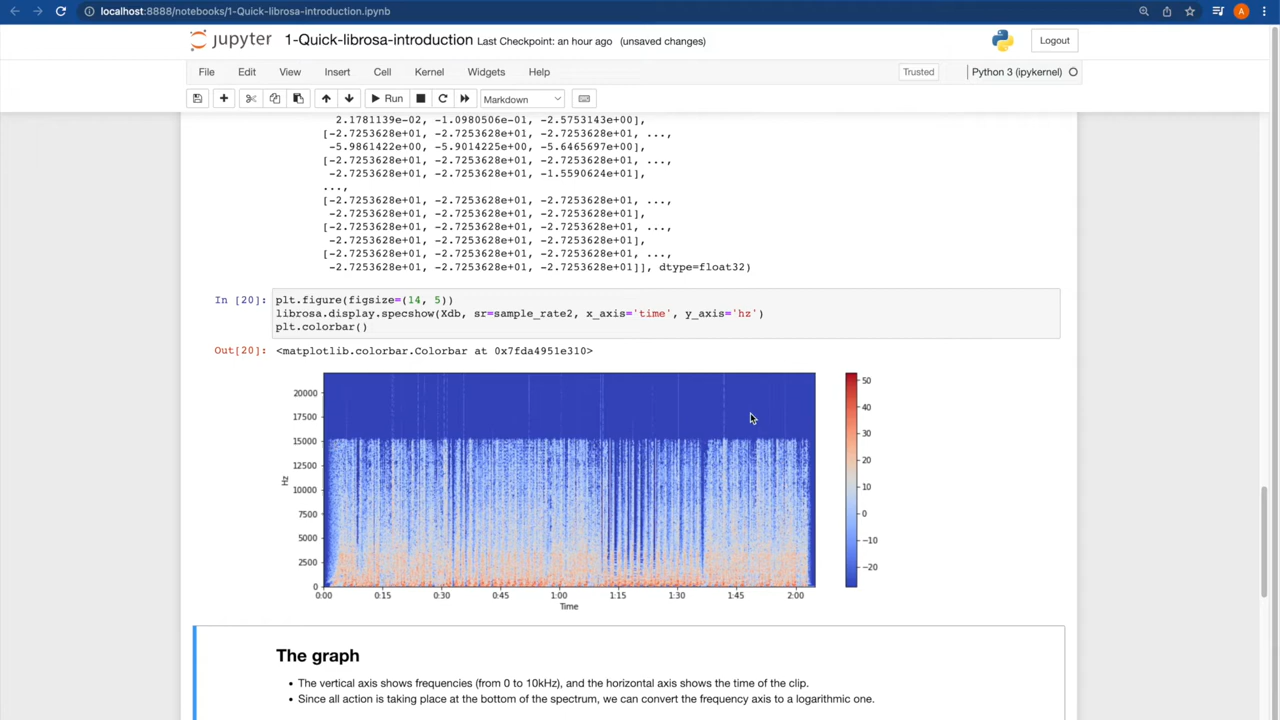 localhost:8888/notebooks/1-Quick-librosa-introduction.ipynb
A
jupyter 1-Quick-librosa-introduction Last Checkpoint: an hour ago (unsaved changes)
Logout
File Edit View Insert Cell Kernel Widgets Help
Trusted
Python 3 (ipykernel)
Run
Markdown
2.1781139e-02, -1.0980506e-01, -2.5753143e+00],
[-2.7253628e+01, -2.7253628e+01, -2.7253628e+01, ...,
-5.9861422e+00, -5.9014225e+00, -5.6465697e+00],
[-2.7253628e+01, -2.7253628e+01, -2.7253628e+01, ...,
-2.7253628e+01, -2.7253628e+01, -1.5590624e+01],
...,
[-2.7253628e+01, -2.7253628e+01, -2.7253628e+01, ...,
-2.7253628e+01, -2.7253628e+01, -2.7253628e+01],
[-2.7253628e+01, -2.7253628e+01, -2.7253628e+01, ...,
-2.7253628e+01, -2.7253628e+01, -2.7253628e+01],
[-2.7253628e+01, -2.7253628e+01, -2.7253628e+01, ...,
-2.7253628e+01, -2.7253628e+01, -2.7253628e+01]], dtype=float32)
In [20]:
plt.figure(figsize=(14, 5))
librosa.display.specshow(Xdb, sr=sample_rate2, x_axis='time', y_axis='hz')
plt.colorbar()
Out[20]: <matplotlib.colorbar.Colorbar at 0x7fda4951e310>
20000
17500
15000
12500
10000
7500
5000
2500
0
Hz
0:00 0:15 0:30 0:45 1:00 1:15 1:30 1:45 2:00
Time
50
40
30
20
10
0
−10
−20
The graph
• The vertical axis shows frequencies (from 0 to 10kHz), and the horizontal axis shows the time of the clip.
• Since all action is taking place at the bottom of the spectrum, we can convert the frequency axis to a logarithmic one.